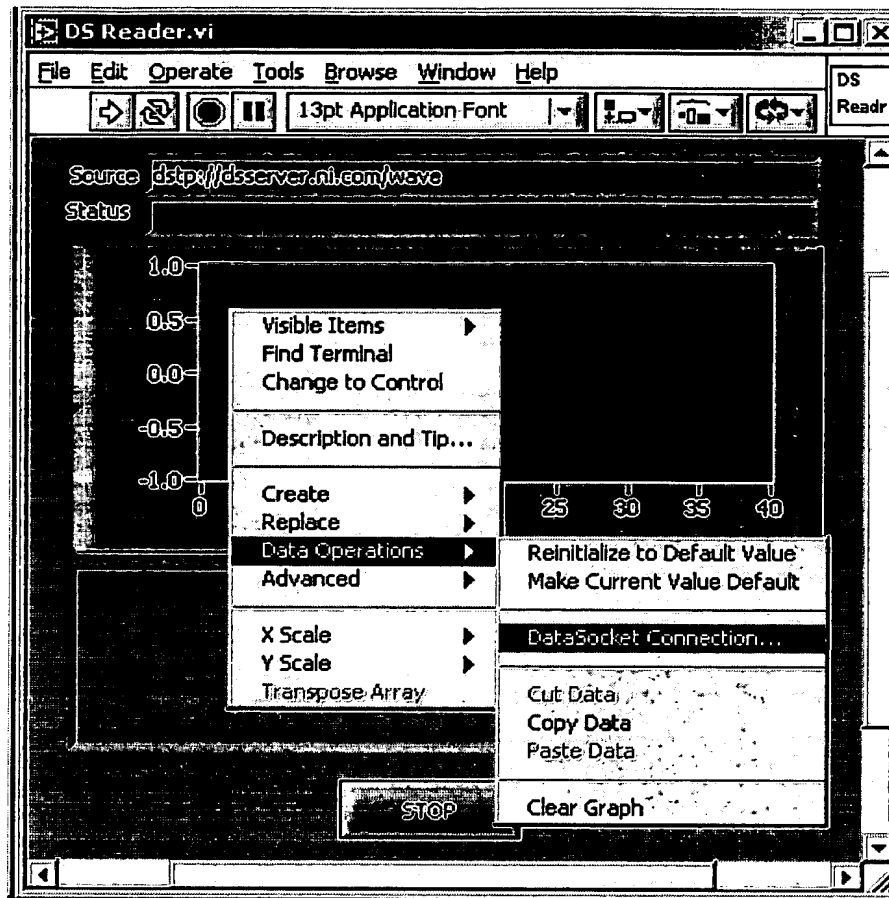 DS Reader.vi
File Edit Operate Tools Browse Window Help
DS
Readr
13pt Application Font
Source dstp://dsserver.ni.com/wave
Status
1.0
0.5
0.0
-0.5
-1.0
0 25 30 35 40
Visible Items
Find Terminal
Change to Control
Description and Tip...
Create
Replace
Data Operations
Advanced
X Scale
Y Scale
Transpose Array
Reinitialize to Default Value
Make Current Value Default
DataSocket Connection...
Cut Data
Copy Data
Paste Data
Clear Graph
STOP